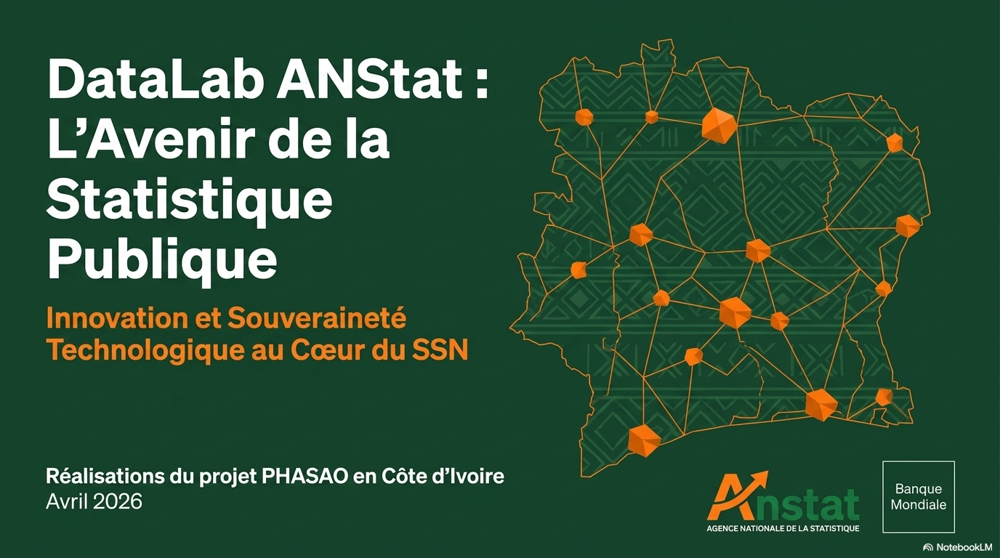 DataLab ANStat :
L’Avenir de la
Statistique
Publique
Innovation et Souveraineté
Technologique au Cœur du SSN
Réalisations du projet PHASAO en Côte d’Ivoire
Avril 2026
Anstat
AGENCE NATIONALE DE LA STATISTIQUE
Banque
Mondiale
NotebookLM